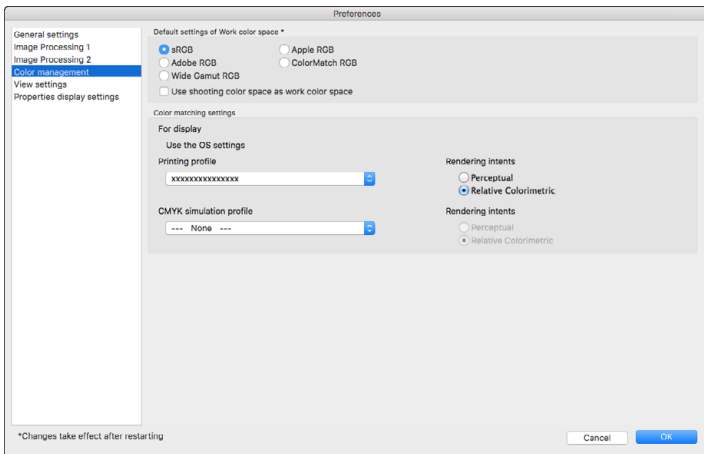 Preferences
General settings
Image Processing 1
Image Processing 2
Color management
View settings
Properties display settings
Default settings of Work color space *
sRGB
Apple RGB
Adobe RGB
ColorMatch RGB
Wide Gamut RGB
Use shooting color space as work color space
Color matching settings
For display
Use the OS settings
Printing profile
Rendering intents
xxxxxxxxxxxxxx
Perceptual
Relative Colorimetric
CMYK simulation profile
Rendering intents
--- None ---
Perceptual
Relative Colorimetric
*Changes take effect after restarting
Cancel
OK